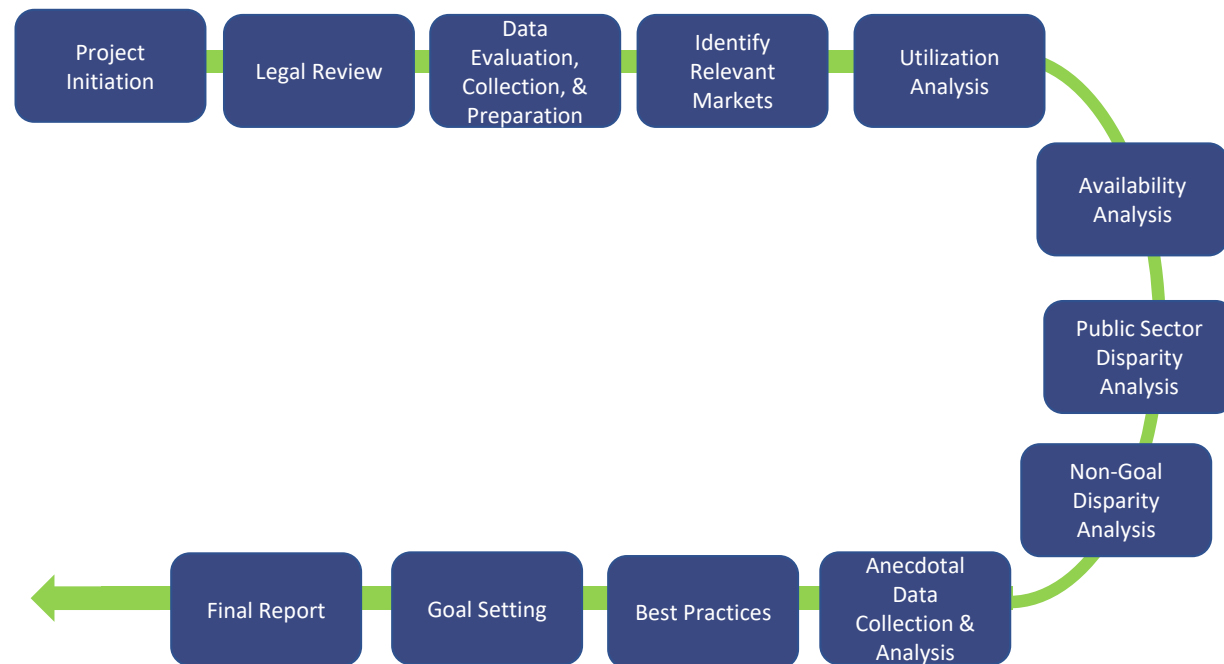 Project
Initiation
Legal Review
Data
Evaluation,
Collection, &
Preparation
Identify
Relevant
Markets
Utilization
Analysis
Availability
Analysis
Public Sector
Disparity
Analysis
Non-Goal
Disparity
Analysis
Anecdotal
Data
Collection &
Analysis
Best Practices
Goal Setting
Final Report